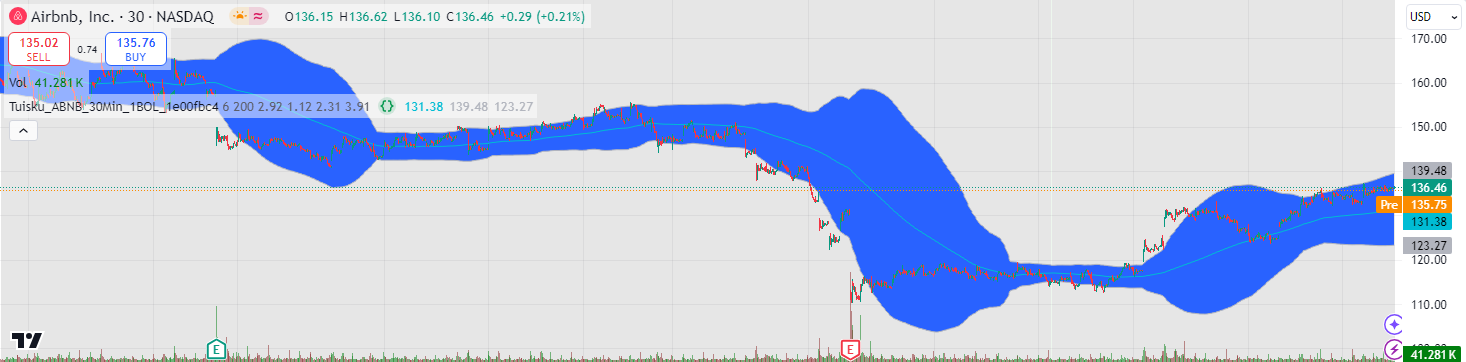 Airbnb, Inc. · 30 · NASDAQ O136.15 H136.62 L136.10 C136.46 +0.29 (+0.21%)
USD
135.02 SELL 0.74 135.76 BUY
170.00
Vol 41.281K
160.00
Tuisku_ABNB_30Min_1BOL_1e00fbc4 6 200 2.92 1.12 2.31 3.91 {} 131.38 139.48 123.27
150.00
139.48
136.46
Pre 135.75
131.38
123.27
120.00
110.00
E E
41.281K